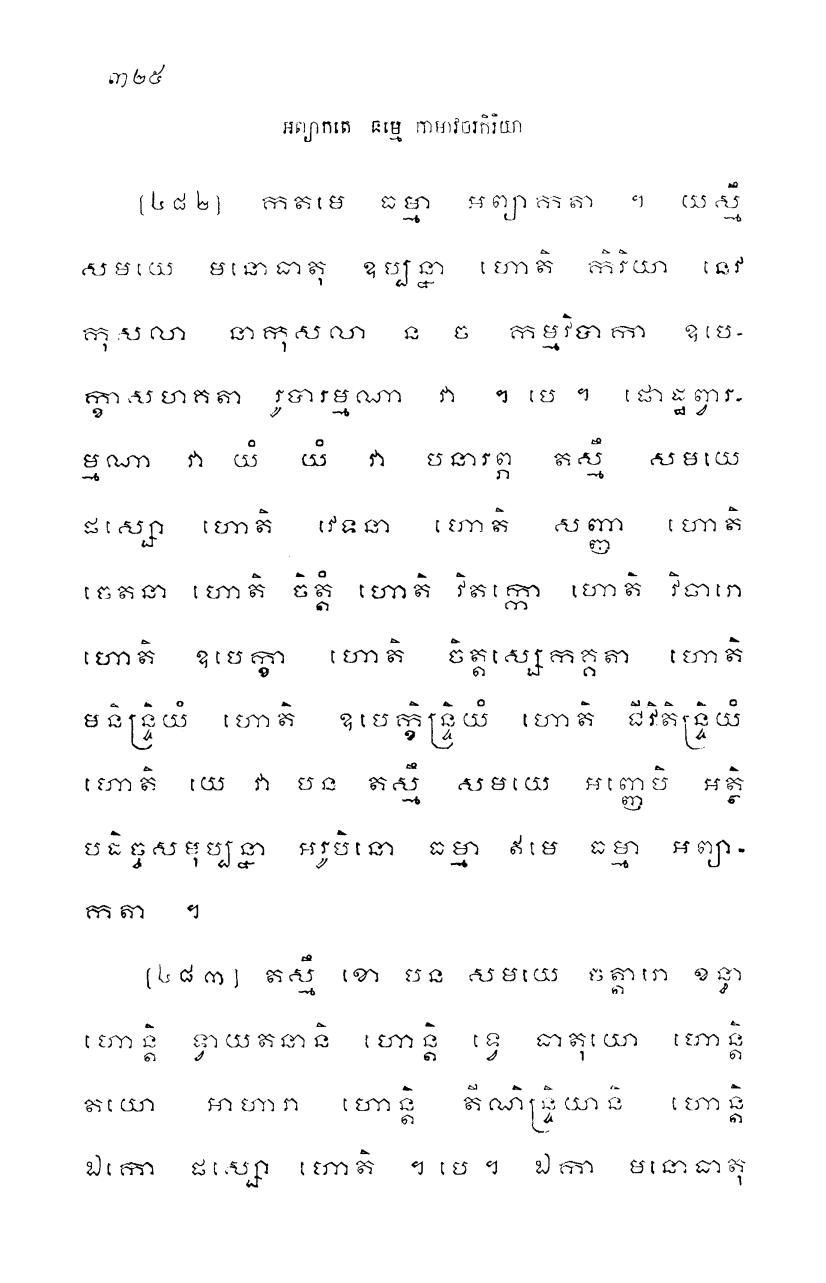 ៣២៥
អព្យាកតេ ធម្មេ កាមាវចរកិរិយា
[៤៨២] កតមេ ធម្មា អព្យាកតា ។ យស្មឹ
សមយេ មនោធាតុ ឧប្បន្នា ហោតិ កិរិយា នេវ
កុសលា នាកុសលា ន ច កម្មវិបាកា ឧបេ-
ក្ខាសហគតា រូបារម្មណា វា ។ បេ ។ ផោដ្ឋព្វារ-
ម្មណា វា យំ យំ វា បនារព្ភ តស្មឹ សមយេ
ផស្សោ ហោតិ វេទនា ហោតិ សញ្ញា ហោតិ
ចេតនា ហោតិ ចិត្តំ ហោតិ វិតក្កោ ហោតិ វិចារោ
ហោតិ ឧបេក្ខា ហោតិ ចិត្តស្សេកគ្គតា ហោតិ
មនិន្ទ្រិយំ ហោតិ ឧបេក្ខិន្ទ្រិយំ ហោតិ ជីវិតិន្ទ្រិយំ
ហោតិ យេ វា បន តស្មឹ សមយេ អញ្ញេបិ អត្ថិ
បដិច្ចសមុប្បន្នា អរូបិនោ ធម្មា ឥមេ ធម្មា អព្យា-
កតា ។
[៤៨៣] តស្មឹ ខោ បន សមយេ ចត្តារោ ខន្ធា
ហោន្តិ ទ្វាយតនានិ ហោន្តិ ទ្វេ ធាតុយោ ហោន្តិ
តយោ អាហារា ហោន្តិ តីណិន្ទ្រិយានិ ហោន្តិ
ឯកោ ផស្សោ ហោតិ ។ បេ ។ ឯកា មនោធាតុ